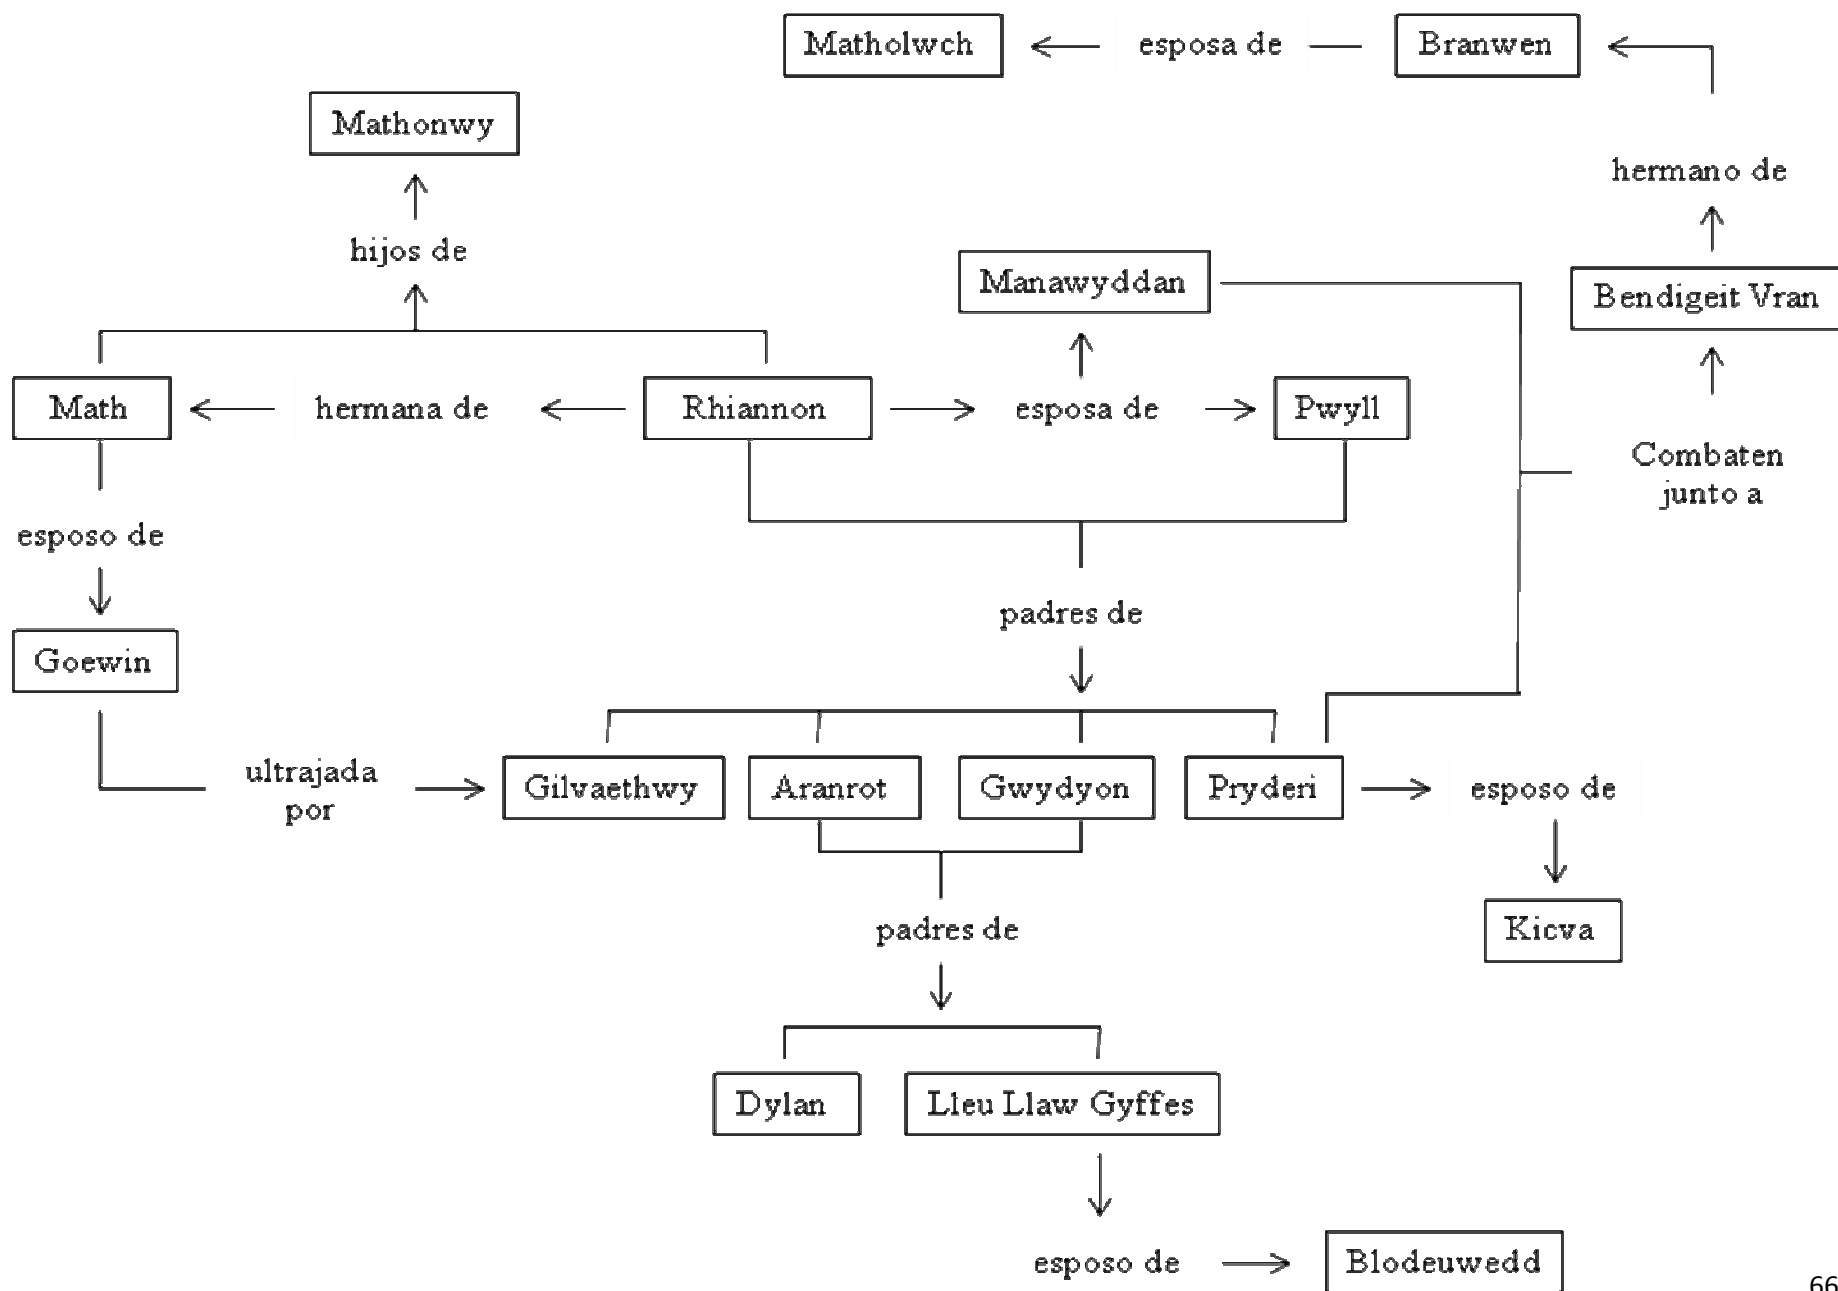 Matholwch
esposa de
Branwen
Mathonwy
hermano de
hijos de
Manawyddan
Bendigeit Vran
Math
hermana de
Rhiannon
esposa de
Pwyll
Combaten
junto a
esposo de
padres de
Goewin
ultrajada
por
Gilvaethwy
Aranrot
Gwydyon
Pryderi
esposo de
padres de
Kicva
Dylan
Lleu Llaw Gyffes
esposo de
Blodeuwedd
66